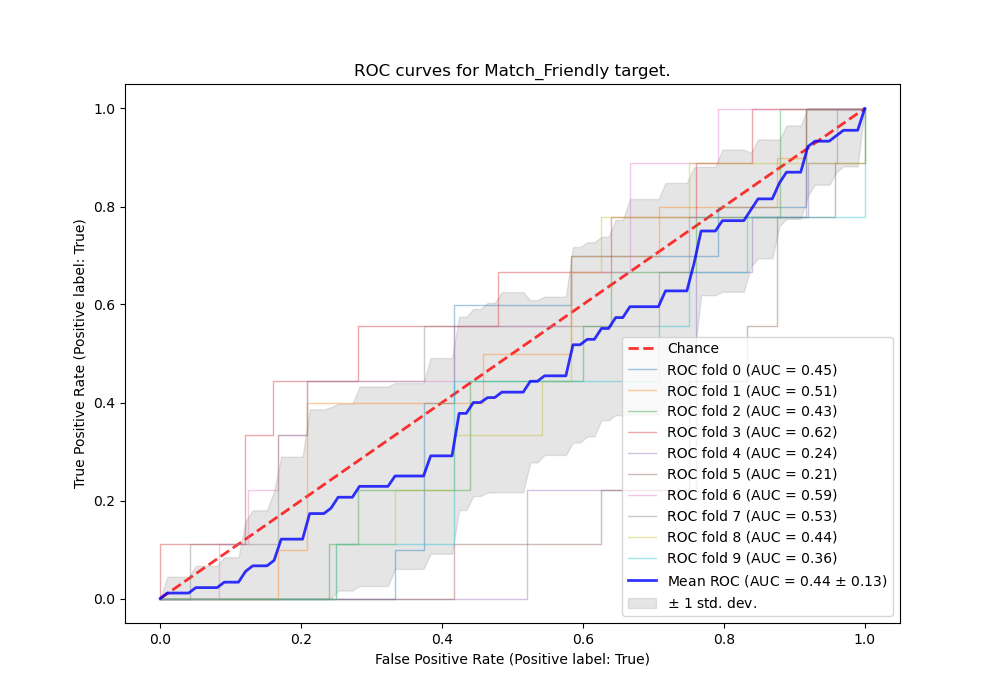 ROC curves for Match_Friendly target.
True Positive Rate (Positive label: True)
1.0
0.8
0.6
0.4
0.2
0.0
Chance
ROC fold 0 (AUC = 0.45)
ROC fold 1 (AUC = 0.51)
ROC fold 2 (AUC = 0.43)
ROC fold 3 (AUC = 0.62)
ROC fold 4 (AUC = 0.24)
ROC fold 5 (AUC = 0.21)
ROC fold 6 (AUC = 0.59)
ROC fold 7 (AUC = 0.53)
ROC fold 8 (AUC = 0.44)
ROC fold 9 (AUC = 0.36)
Mean ROC (AUC = 0.44 ± 0.13)
± 1 std. dev.
0.0 0.2 0.4 0.6 0.8 1.0
False Positive Rate (Positive label: True)